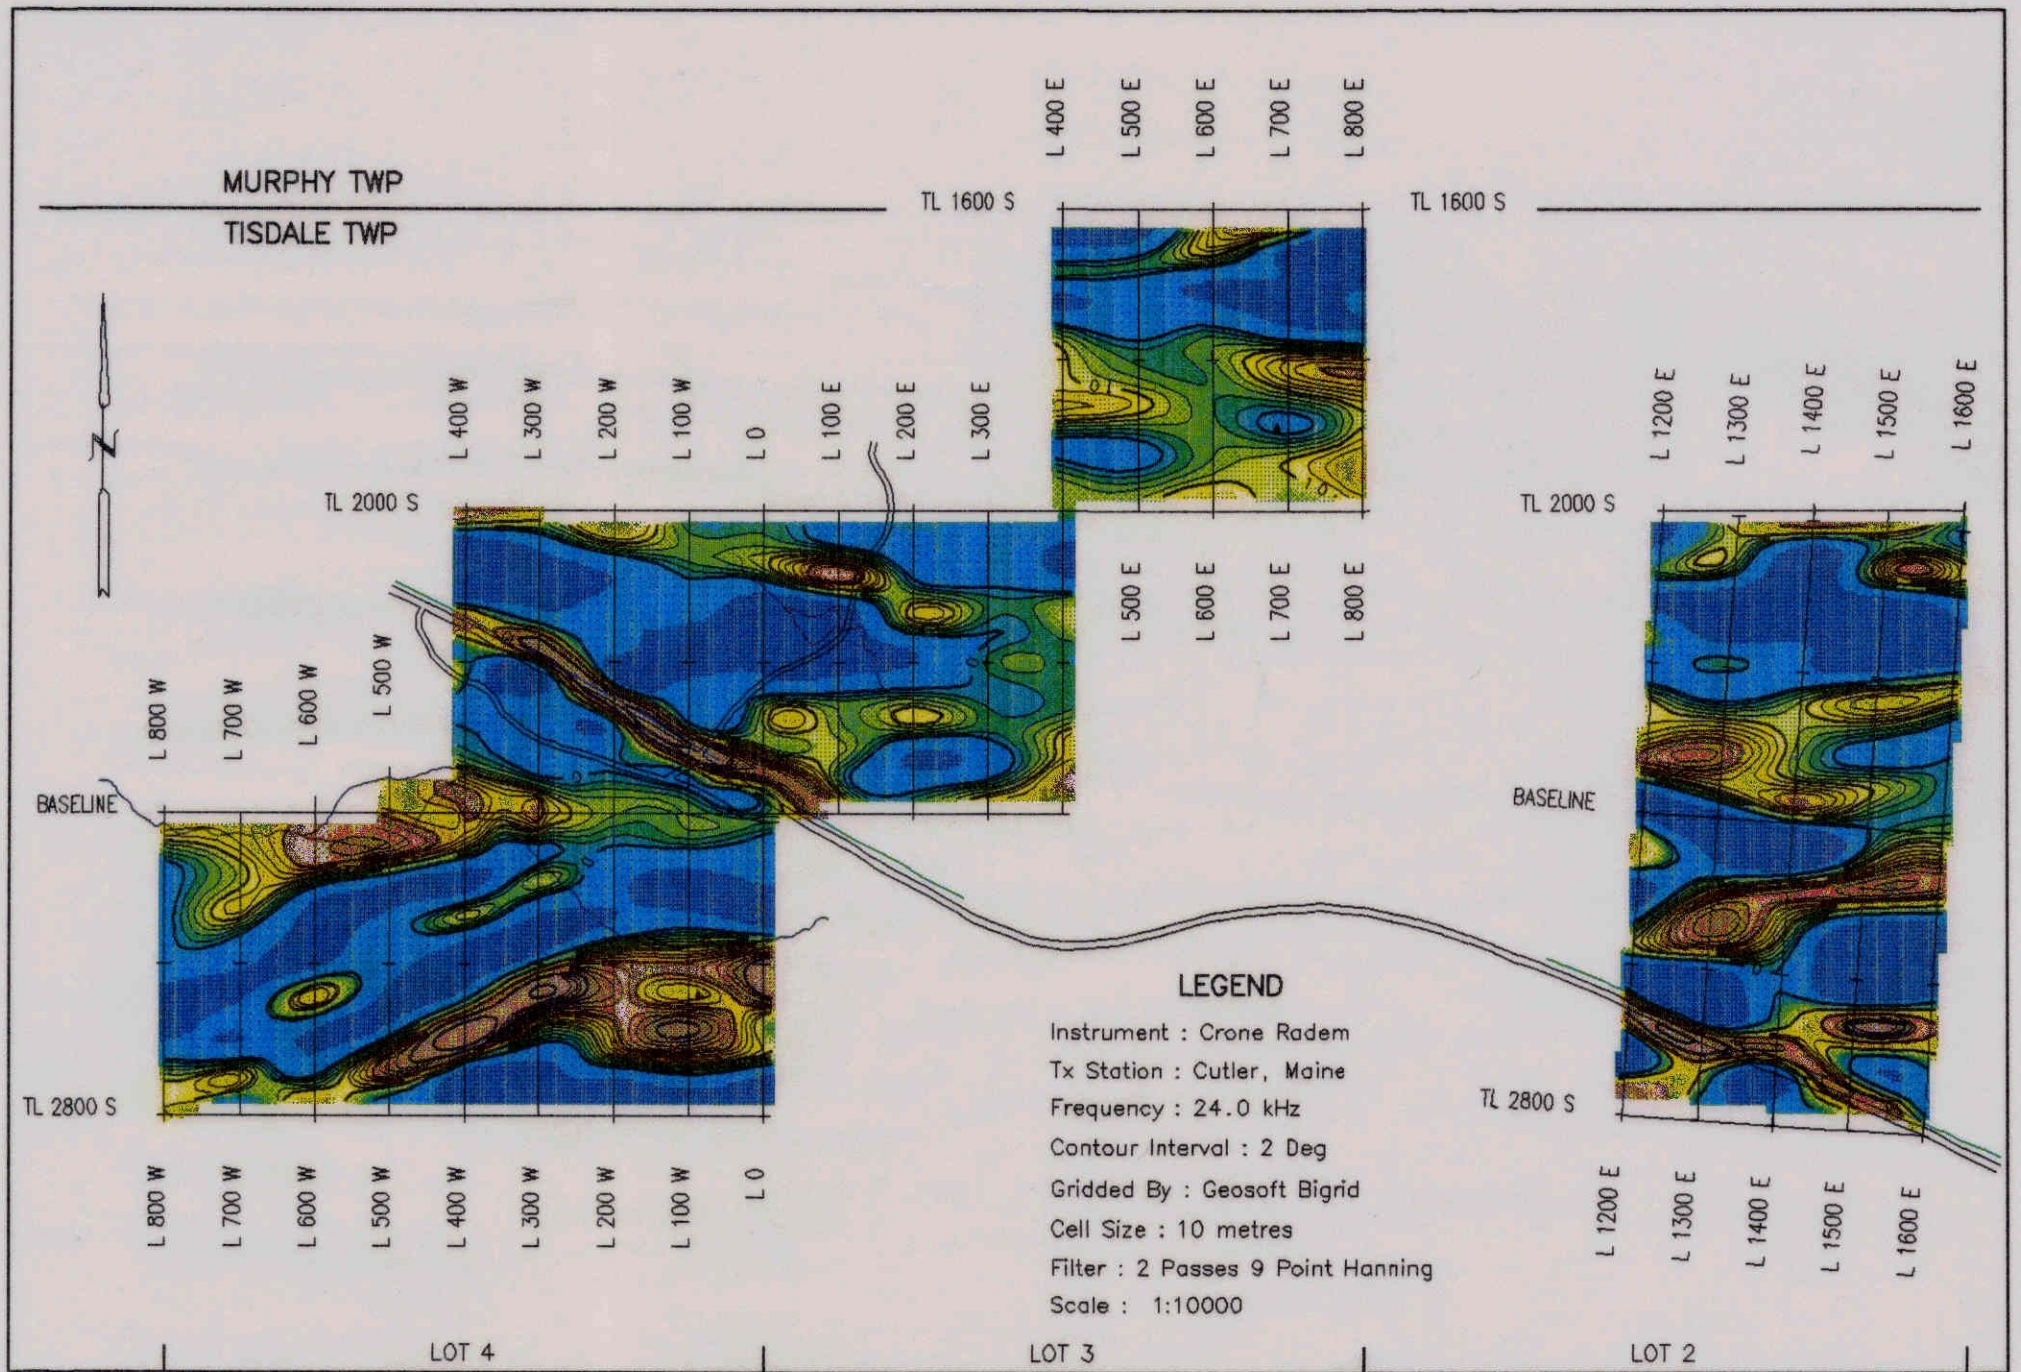 L 400 E
L 500 E
L 600 E
L 700 E
L 800 E
MURPHY TWP
TL 1600 S
TL 1600 S
TISDALE TWP
L 400 W
L 300 W
L 200 W
L 100 W
L 0
L 100 E
L 200 E
L 300 E
L 1200 E
L 1300 E
L 1400 E
L 1500 E
L 1600 E
TL 2000 S
TL 2000 S
N
L 500 E
L 600 E
L 700 E
L 800 E
L 800 W
L 700 W
L 600 W
L 500 W
BASELINE
BASELINE
LEGEND
Instrument : Crone Radem
Tx Station : Cutler, Maine
Frequency : 24.0 kHz
Contour Interval : 2 Deg
Gridded By : Geosoft Bigrid
Cell Size : 10 metres
Filter : 2 Passes 9 Point Hanning
Scale : 1:10000
TL 2800 S
TL 2800 S
L 800 W
L 700 W
L 600 W
L 500 W
L 400 W
L 300 W
L 200 W
L 100 W
L 0
L 1200 E
L 1300 E
L 1400 E
L 1500 E
L 1600 E
LOT 4
LOT 3
LOT 2